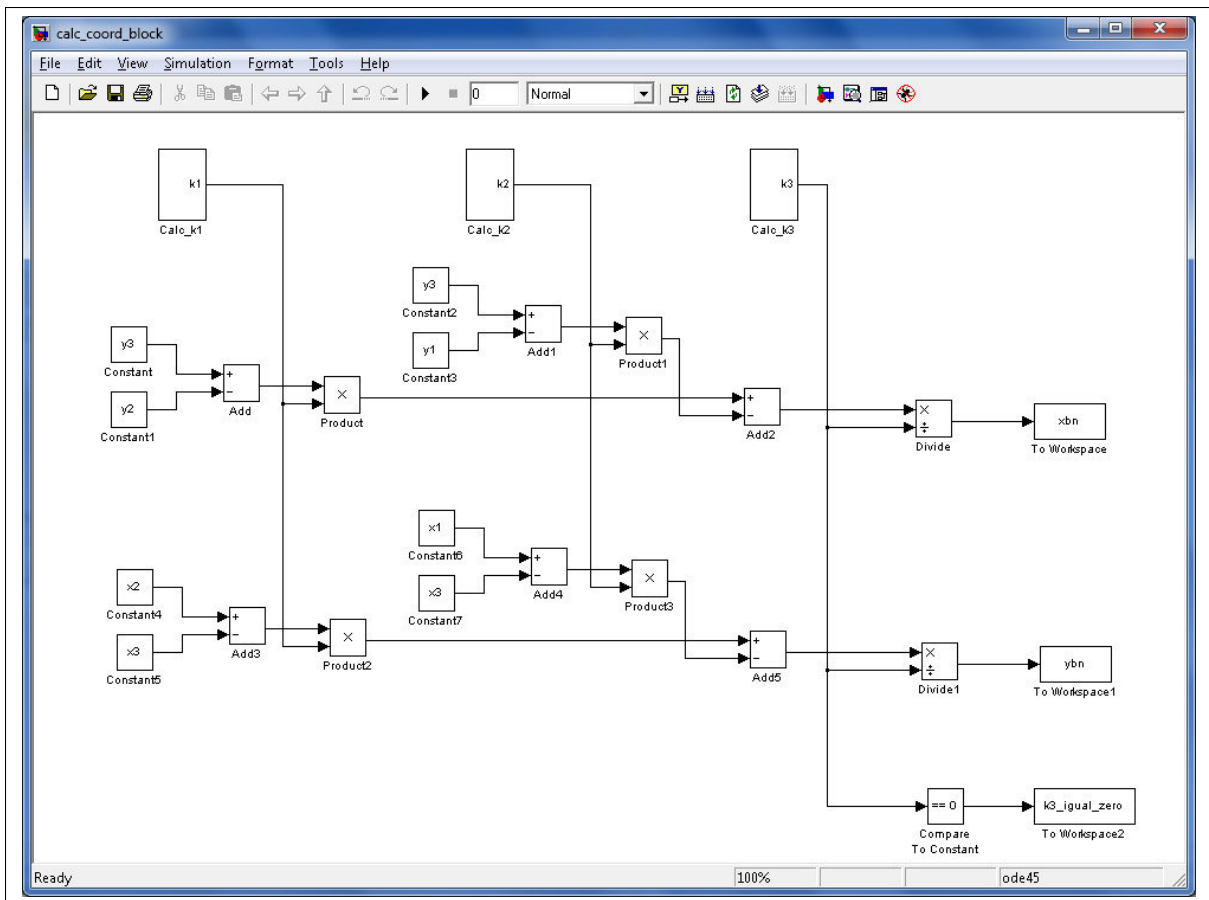 calc_coord_block
File Edit View Simulation Format Tools Help
0 Normal
k1 k2 k3
Calc_k1 Calc_k2 Calc_k3
y3
Constant2
y1
Constant3
+
−
Add1
×
Product1
y3
Constant
y2
Constant1
+
−
Add
×
Product
+
−
Add2
×
÷
Divide
xbn
To Workspace
x1
Constant6
x3
Constant7
+
−
Add4
×
Product3
x2
Constant4
x3
Constant5
+
−
Add3
×
Product2
+
−
Add5
×
÷
Divide1
ybn
To Workspace1
== 0
Compare
To Constant
k3_igual_zero
To Workspace2
Ready 100% ode45